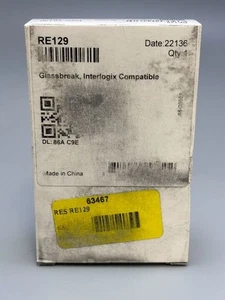 RE129
Date:22136
Qty:1
Glassbreak, Interlogix Compatible
DL: 86A C9E
Made in China
63467
RES RE129